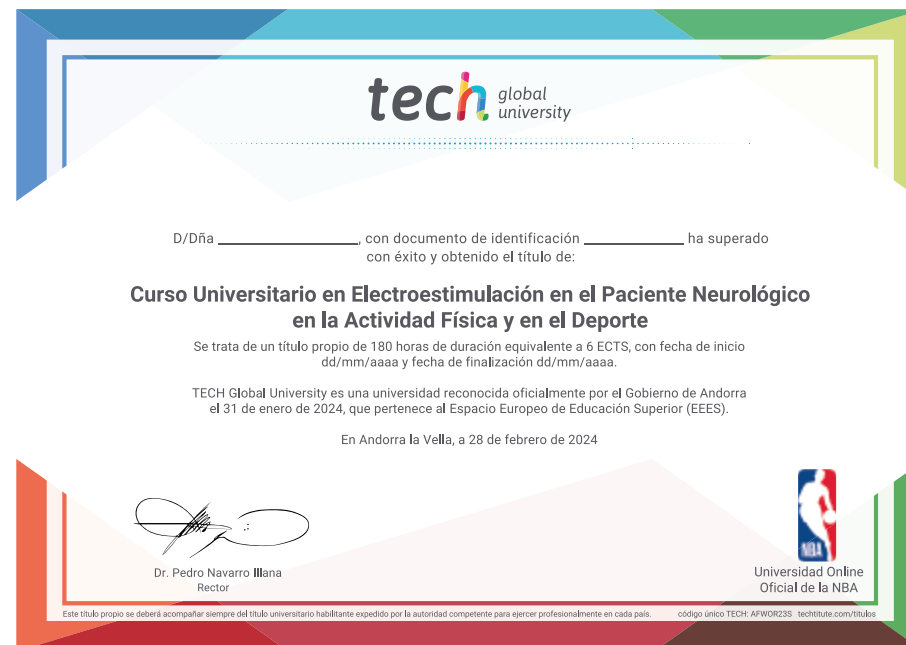 tech global university
D/Dña ____________________, con documento de identificación ______________ ha superado
con éxito y obtenido el título de:
Curso Universitario en Electroestimulación en el Paciente Neurológico
en la Actividad Física y en el Deporte
Se trata de un título propio de 180 horas de duración equivalente a 6 ECTS, con fecha de inicio
dd/mm/aaaa y fecha de finalización dd/mm/aaaa.
TECH Global University es una universidad reconocida oficialmente por el Gobierno de Andorra
el 31 de enero de 2024, que pertenece al Espacio Europeo de Educación Superior (EEES).
En Andorra la Vella, a 28 de febrero de 2024
Dr. Pedro Navarro Illana
Rector
NBA
Universidad Online
Oficial de la NBA
Este título propio se deberá acompañar siempre del título universitario habilitante expedido por la autoridad competente para ejercer profesionalmente en cada país.
código único TECH: AFWOR23S techtitute.com/titulos